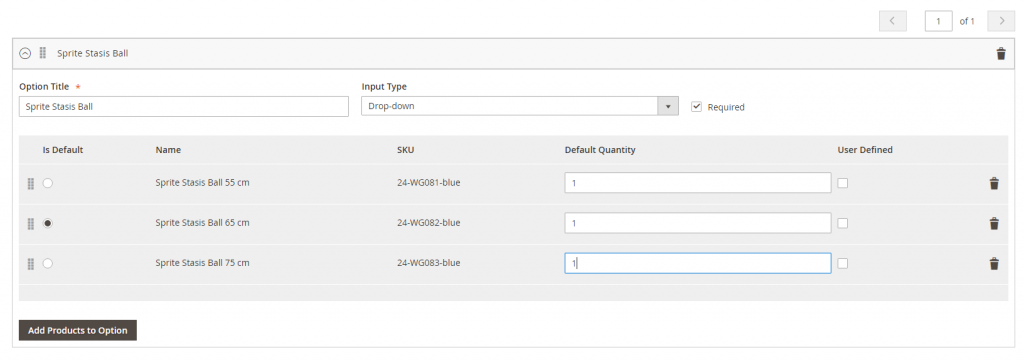 1 of 1
Sprite Stasis Ball
Option Title *
Input Type
Sprite Stasis Ball
Drop-down
Required
Is Default Name SKU Default Quantity User Defined
Sprite Stasis Ball 55 cm 24-WG081-blue 1
Sprite Stasis Ball 65 cm 24-WG082-blue 1
Sprite Stasis Ball 75 cm 24-WG083-blue 1
Add Products to Option